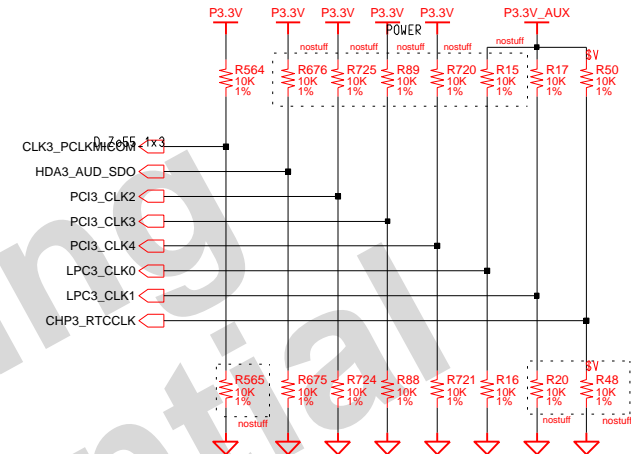 P3.3V P3.3V P3.3V P3.3V P3.3V P3.3V_AUX
POWER
nostuff nostuff nostuff nostuff nostuff
$V
R564 R676 R725 R89 R720 R15 R17 R50
10K 10K 10K 10K 10K 10K 10K 10K
1% 1% 1% 1% 1% 1% 1% 1%
CLK3_PCLKMICOM
HDA3_AUD_SDO
PCI3_CLK2
PCI3_CLK3
PCI3_CLK4
LPC3_CLK0
LPC3_CLK1
CHP3_RTCCLK
$V
R565 R675 R724 R88 R721 R16 R20 R48
10K 10K 10K 10K 10K 10K 10K 10K
1% 1% 1% 1% 1% 1% 1% 1%
nostuff nostuff nostuff